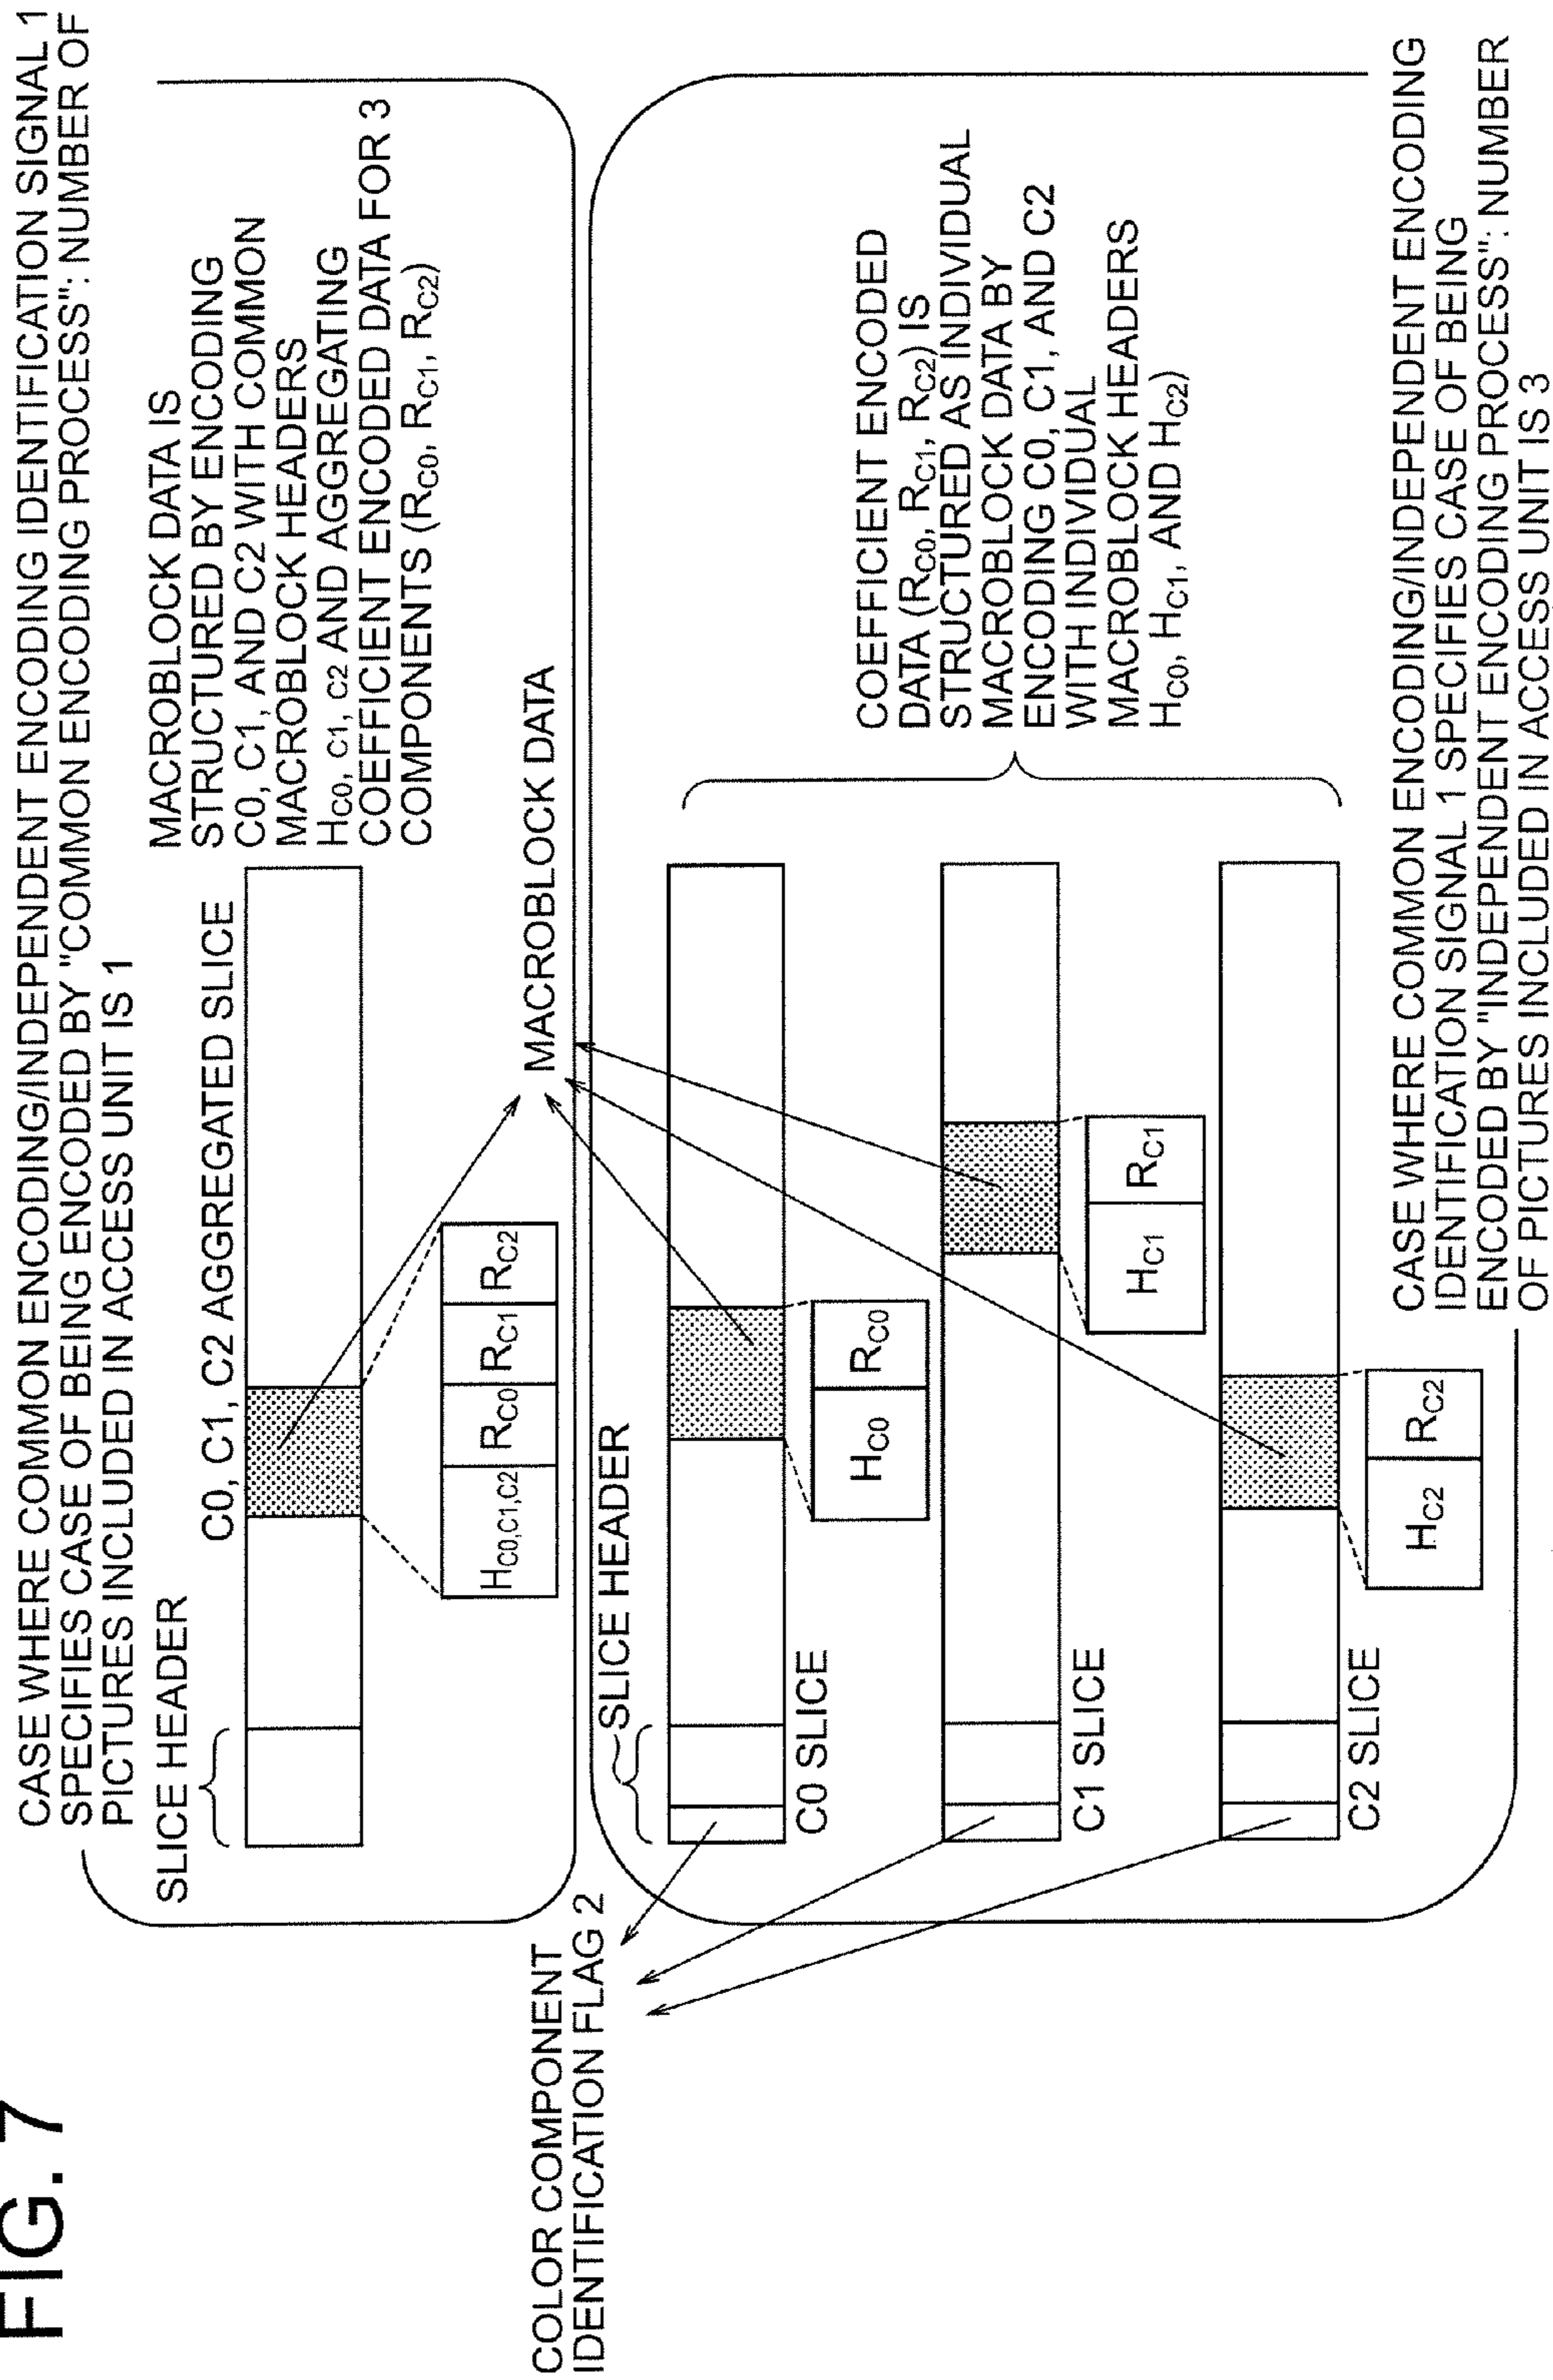 FIG. 7
CASE WHERE COMMON ENCODING/INDEPENDENT ENCODING IDENTIFICATION SIGNAL 1
SPECIFIES CASE OF BEING ENCODED BY "COMMON ENCODING PROCESS": NUMBER OF
PICTURES INCLUDED IN ACCESS UNIT IS 1
SLICE HEADER
C0, C1, C2 AGGREGATED SLICE
MACROBLOCK DATA IS
STRUCTURED BY ENCODING
C0, C1, AND C2 WITH COMMON
MACROBLOCK HEADERS
HC0, C1, C2 AND AGGREGATING
COEFFICIENT ENCODED DATA FOR 3
COMPONENTS (RC0, RC1, RC2)
HC0,C1,C2
RC0
RC1
RC2
MACROBLOCK DATA
COLOR COMPONENT
IDENTIFICATION FLAG 2
SLICE HEADER
C0 SLICE
HC0
RC0
C1 SLICE
HC1
RC1
C2 SLICE
HC2
RC2
COEFFICIENT ENCODED
DATA (RC0, RC1, RC2) IS
STRUCTURED AS INDIVIDUAL
MACROBLOCK DATA BY
ENCODING C0, C1, AND C2
WITH INDIVIDUAL
MACROBLOCK HEADERS
HC0, HC1, AND HC2)
CASE WHERE COMMON ENCODING/INDEPENDENT ENCODING
IDENTIFICATION SIGNAL 1 SPECIFIES CASE OF BEING
ENCODED BY "INDEPENDENT ENCODING PROCESS": NUMBER
OF PICTURES INCLUDED IN ACCESS UNIT IS 3